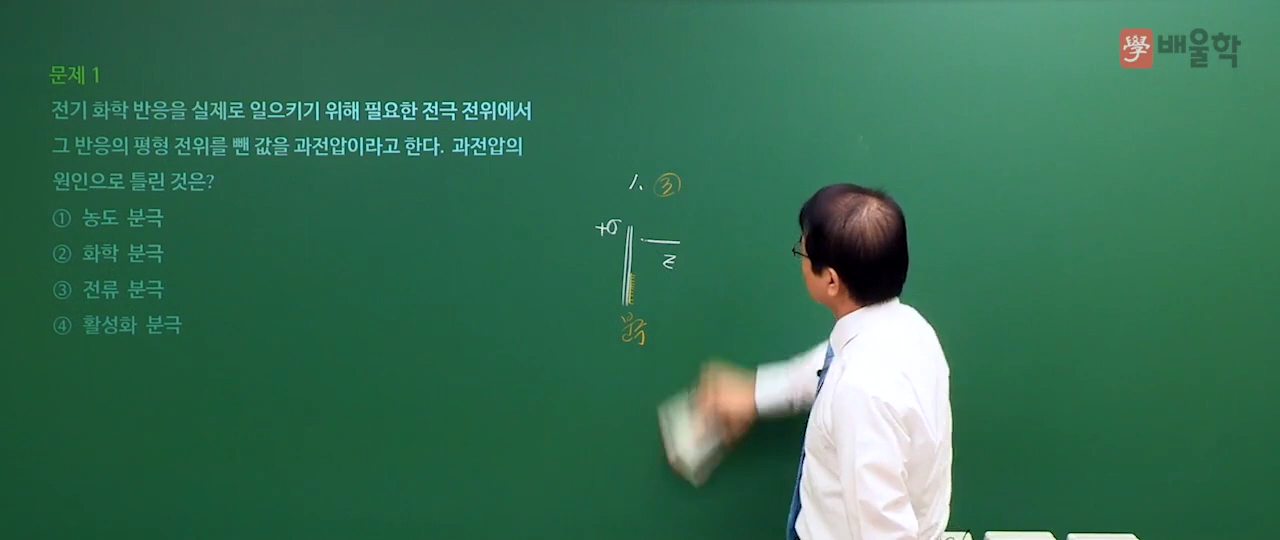 學 배울학
문제 1
전기 화학 반응을 실제로 일으키기 위해 필요한 전극 전위에서
그 반응의 평형 전위를 뺀 값을 과전압이라고 한다. 과전압의
원인으로 틀린 것은?
① 농도 분극
② 화학 분극
③ 전류 분극
④ 활성화 분극
1. ③
분극